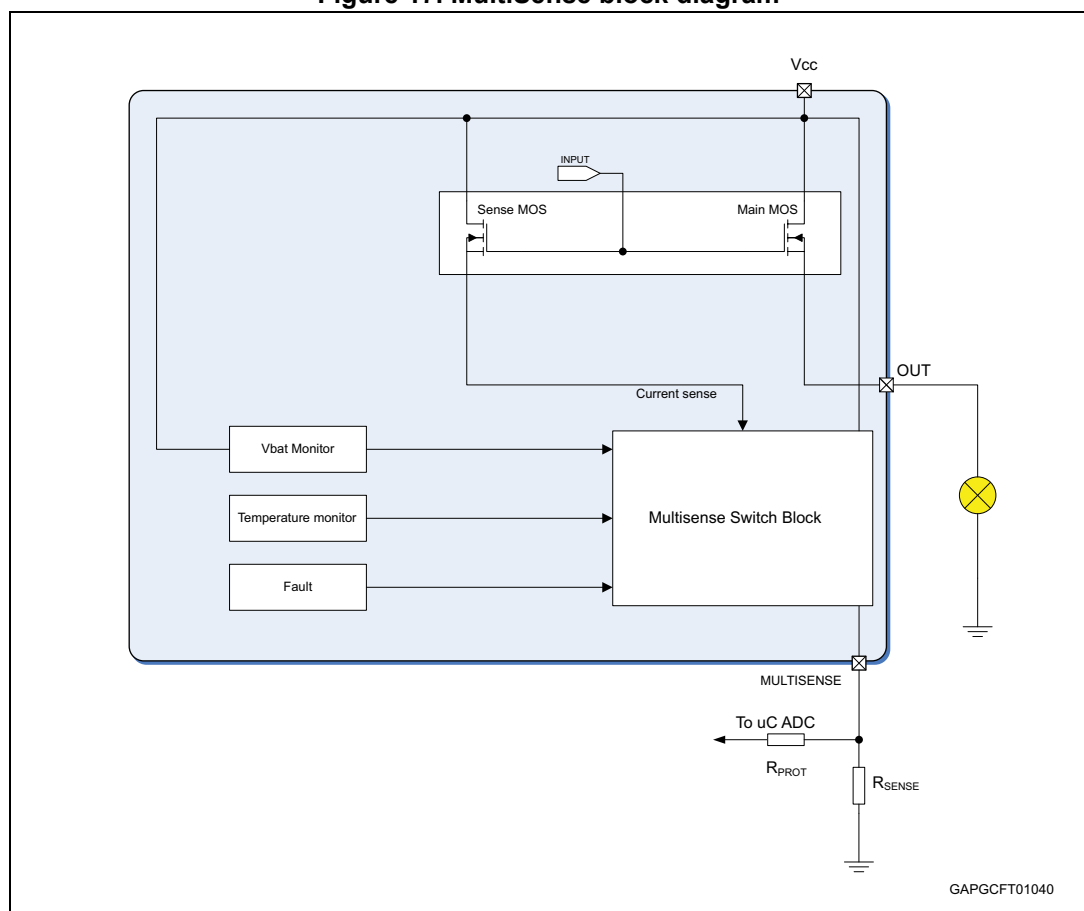 Figure 17. MultiSense block diagram
Vcc
INPUT
Sense MOS
Main MOS
OUT
Current sense
Vbat Monitor
Temperature monitor
Multisense Switch Block
Fault
MULTISENSE
To uC ADC
RPROT
RSENSE
GAPGCFT01040